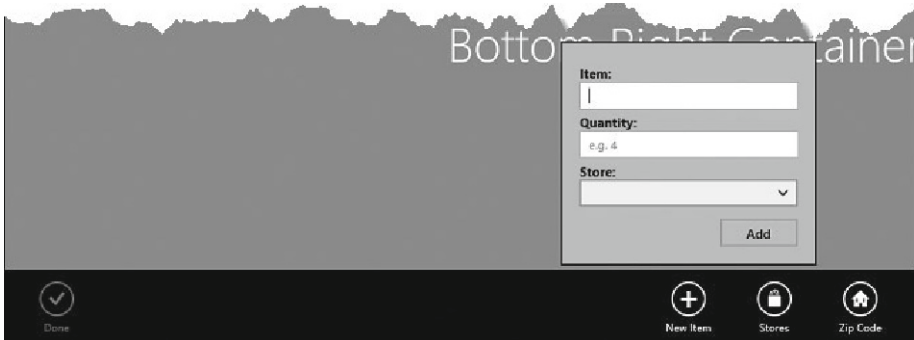 Bottom Right Container
Item:
Quantity:
e.g. 4
Store:
Add
Done
New Item
Stores
Zip Code